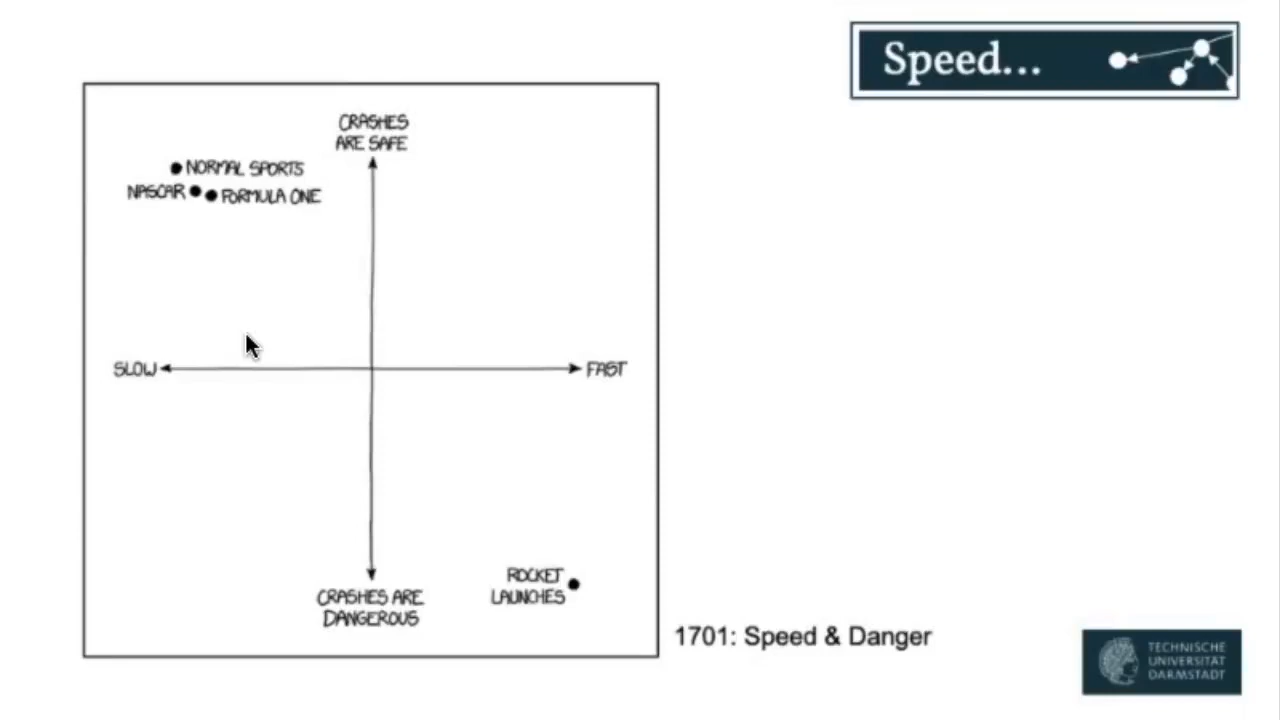 Speed...
CRASHES
ARE SAFE
NORMAL SPORTS
NASCAR
FORMULA ONE
SLOW
FAST
ROCKET
LAUNCHES
CRASHES ARE
DANGEROUS
1701: Speed & Danger
TECHNISCHE
UNIVERSITÄT
DARMSTADT